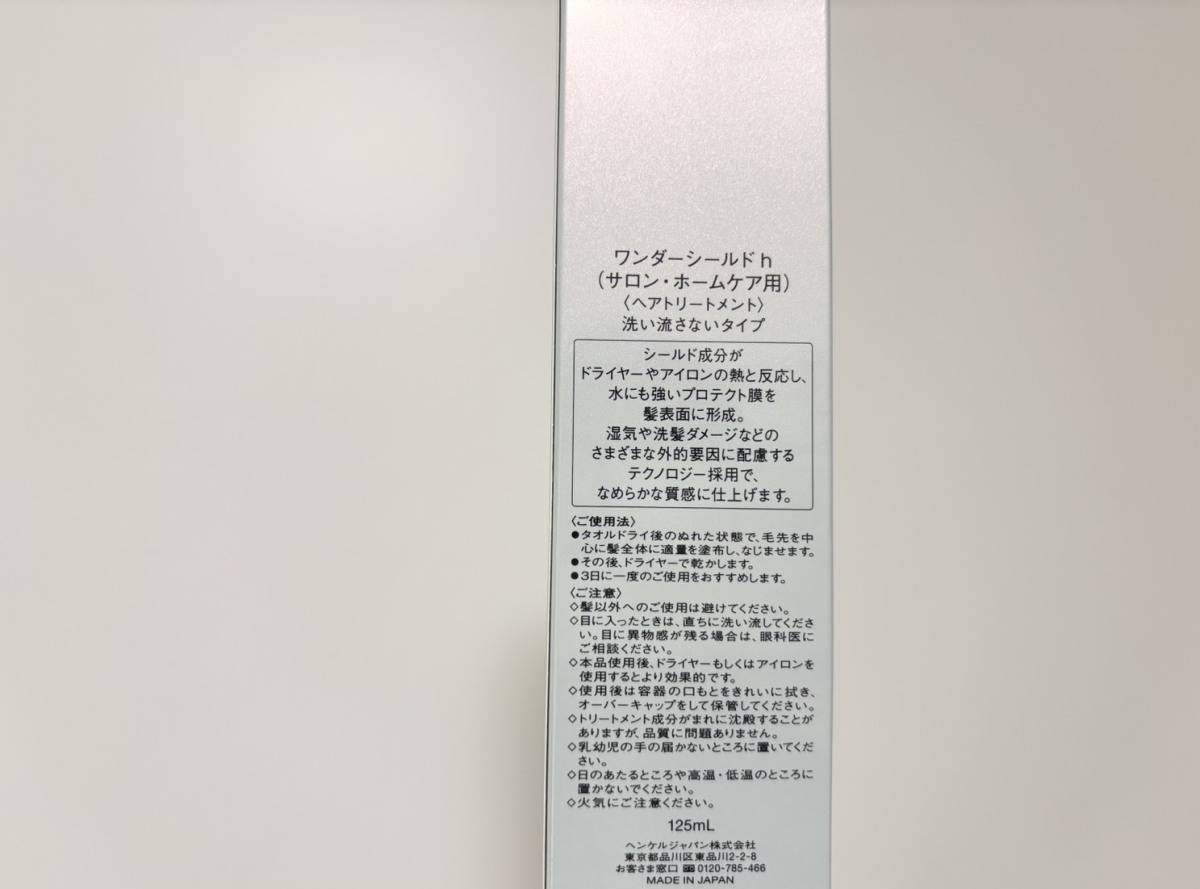 ワンダーシールドh
(サロン・ホームケア用)
〈ヘアトリートメント〉
洗い流さないタイプ
シールド成分が
ドライヤーやアイロンの熱と反応し、
水にも強いプロテクト膜を
髪表面に形成。
湿気や洗髪ダメージなどの
さまざまな外的要因に配慮する
テクノロジー採用で、
なめらかな質感に仕上げます。
〈ご使用法〉
●タオルドライ後のぬれた状態で、毛先を中
心に髪全体に適量を塗布し、なじませます。
●その後、ドライヤーで乾かします。
●3日に一度のご使用をおすすめします。
〈ご注意〉
◇髪以外へのご使用は避けてください。
◇目に入ったときは、直ちに洗い流してくださ
い。目に異物感が残る場合は、眼科医に
ご相談ください。
◇本品使用後、ドライヤーもしくはアイロンを
使用するとより効果的です。
◇使用後は容器の口もとをきれいに拭き、
オーバーキャップをして保管してください。
◇トリートメント成分がまれに沈殿することが
ありますが、品質に問題ありません。
◇乳幼児の手の届かないところに置いてくだ
さい。
◇日のあたるところや高温・低温のところに
置かないでください。
◇火気にご注意ください。
125mL
ヘンケルジャパン株式会社
東京都品川区東品川2-2-8
お客さま窓口 0120-785-466
MADE IN JAPAN